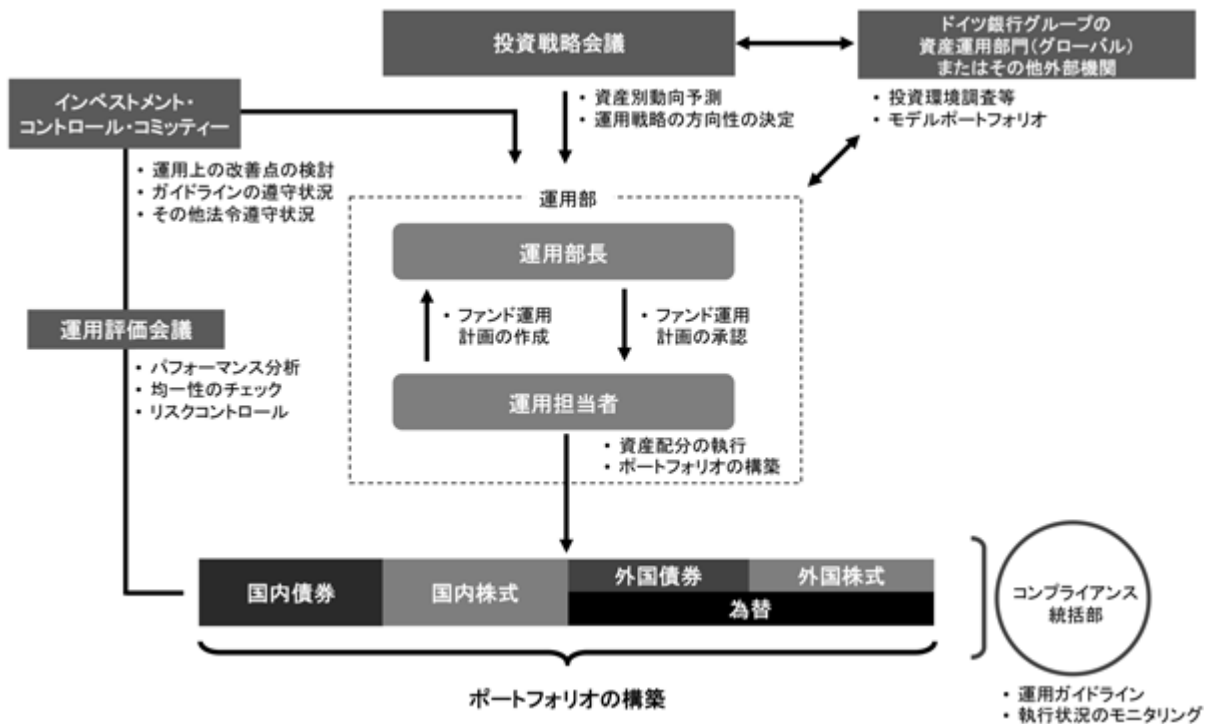 投資戦略会議
ドイツ銀行グループの
資産運用部門(グローバル)
またはその他外部機関
インベストメント・
コントロール・コミッティー
・ 資産別動向予測
・ 運用戦略の方向性の決定
・ 投資環境調査等
・ モデルポートフォリオ
・ 運用上の改善点の検討
・ ガイドラインの遵守状況
・ その他法令遵守状況
運用部
運用部長
・ ファンド運用
計画の作成
・ ファンド運用
計画の承認
運用評価会議
・ パフォーマンス分析
・ 均一性のチェック
・ リスクコントロール
運用担当者
・ 資産配分の執行
・ ポートフォリオの構築
国内債券
国内株式
外国債券
外国株式
為替
コンプライアンス
統括部
ポートフォリオの構築
・ 運用ガイドライン
・ 執行状況のモニタリング